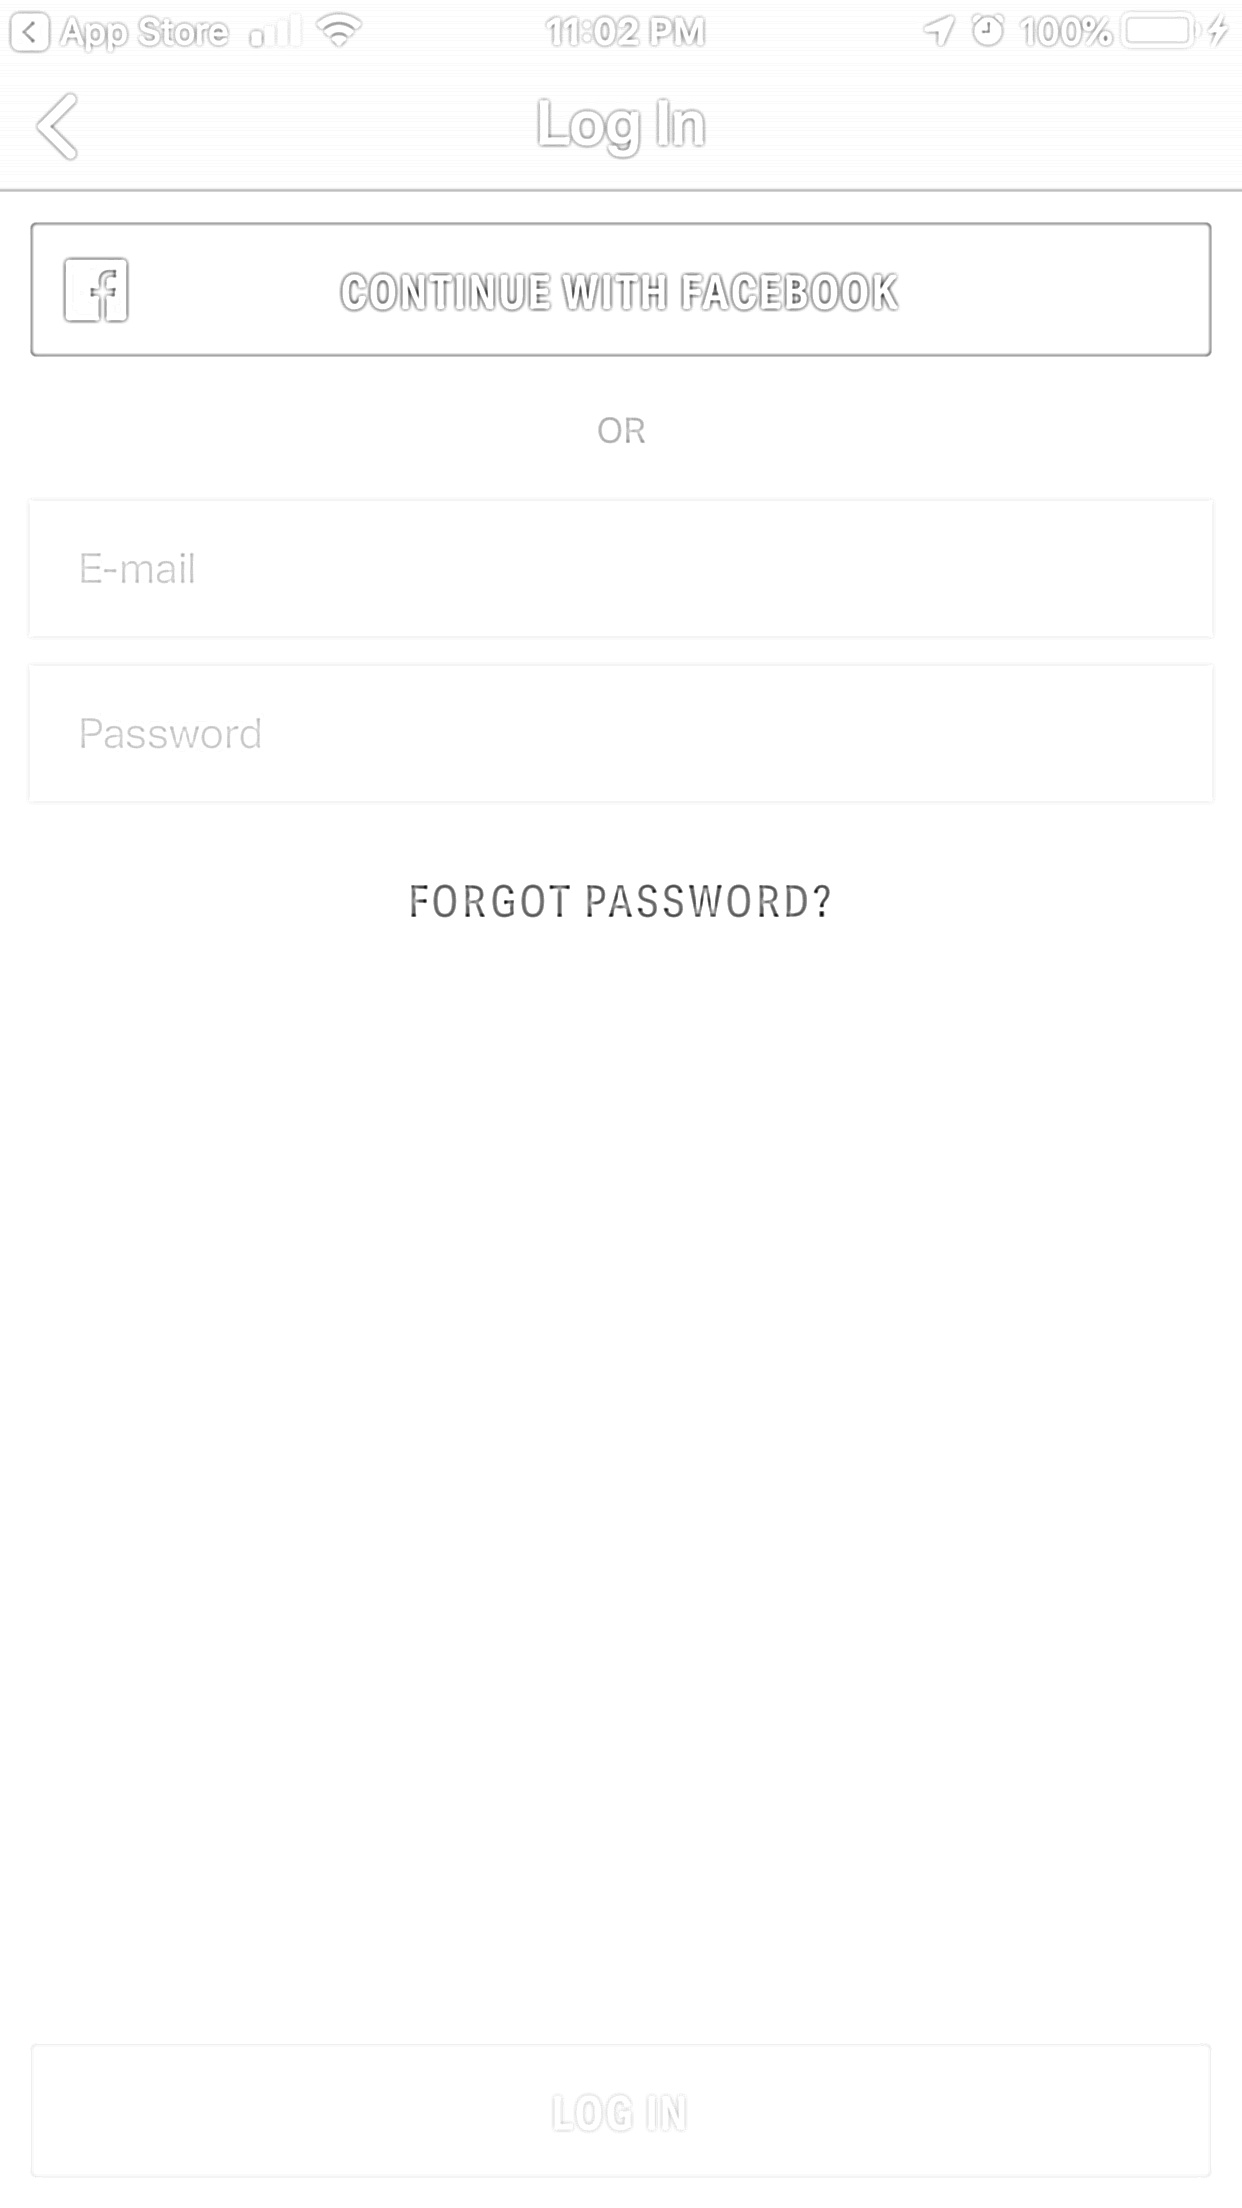 App Store 11:02 PM 100%
Log In
CONTINUE WITH FACEBOOK
OR
E-mail
Password
FORGOT PASSWORD?
LOG IN